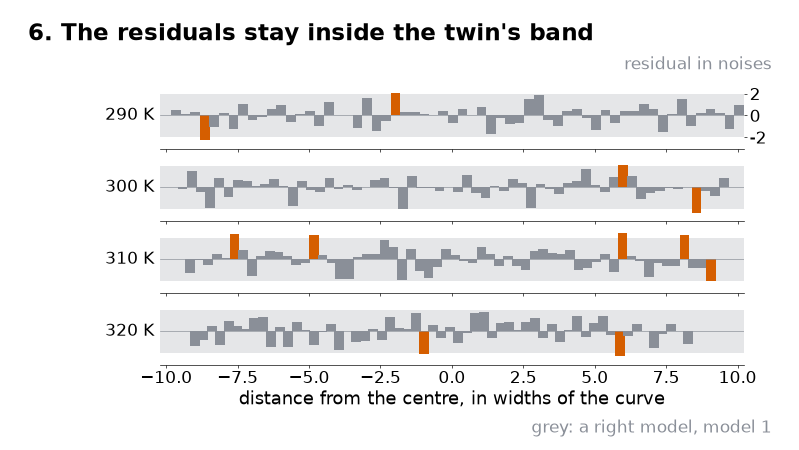 6. The residuals stay inside the twin's band
residual in noises
290 K
2
0
-2
300 K
310 K
320 K
−10.0 −7.5 −5.0 −2.5 0.0 2.5 5.0 7.5 10.0
distance from the centre, in widths of the curve
grey: a right model, model 1